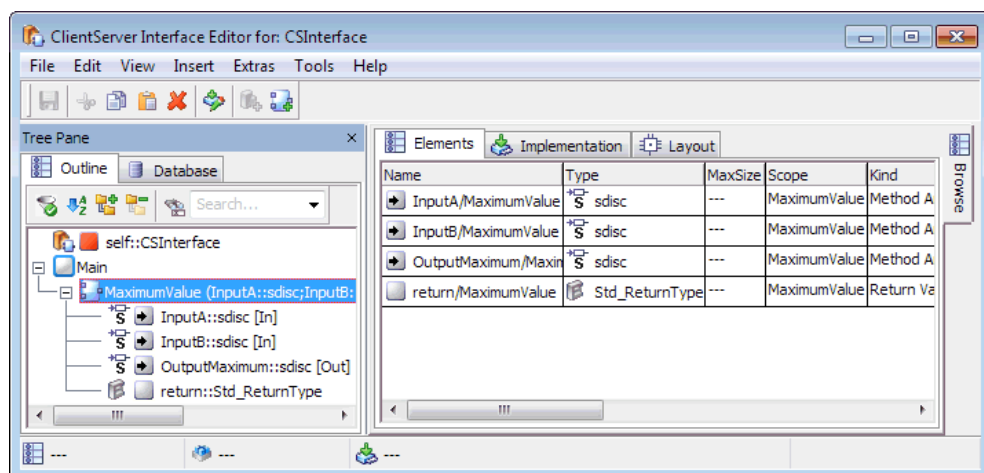 ClientServer Interface Editor for: CSInterface
File Edit View Insert Extras Tools Help
Tree Pane
Outline Database
Search...
self::CSInterface
Main
MaximumValue (InputA::sdisc;InputB:
InputA::sdisc [In]
InputB::sdisc [In]
OutputMaximum::sdisc [Out]
return::Std_ReturnType
Elements Implementation Layout
Name Type MaxSize Scope Kind
InputA/MaximumValue S sdisc --- MaximumValue Method A
InputB/MaximumValue S sdisc --- MaximumValue Method A
OutputMaximum/Maxin S sdisc --- MaximumValue Method A
return/MaximumValue Std_ReturnType --- MaximumValue Return Va
Browse
--- --- ---